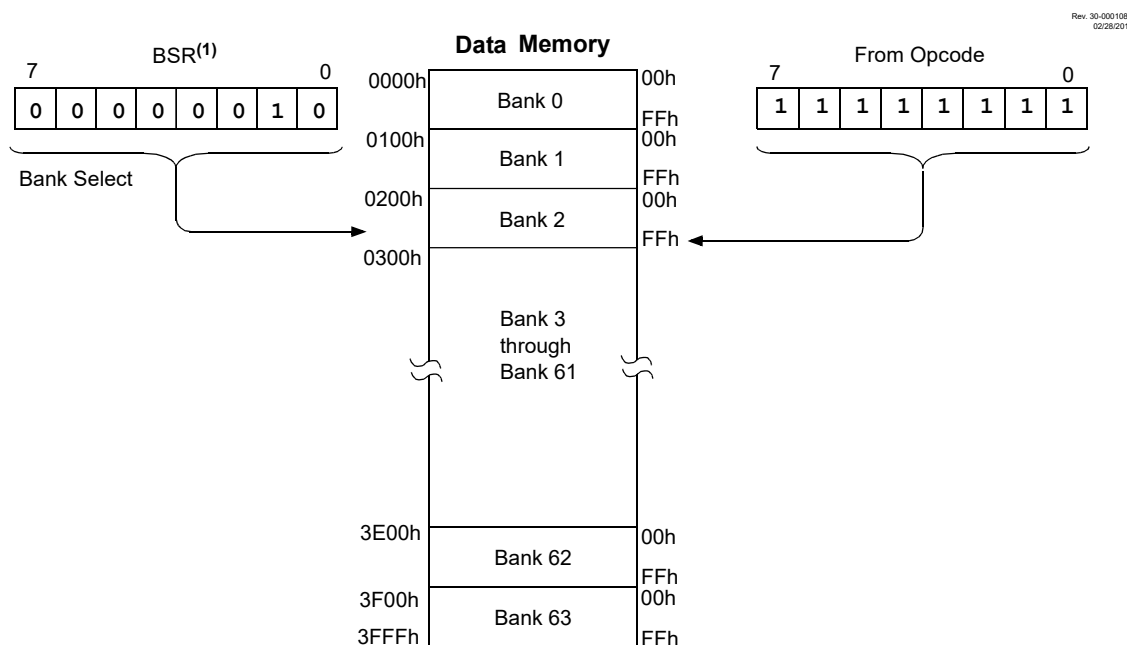 Rev. 30-000108
02/28/201
BSR(1)
7 0
0 0 0 0 0 0 1 0
Bank Select
Data Memory
0000h Bank 0 00h
FFh
0100h Bank 1 00h
FFh
0200h Bank 2 00h
FFh
0300h
Bank 3
through
Bank 61
3E00h Bank 62 00h
FFh
3F00h Bank 63 00h
3FFFh FFh
From Opcode
7 0
1 1 1 1 1 1 1 1